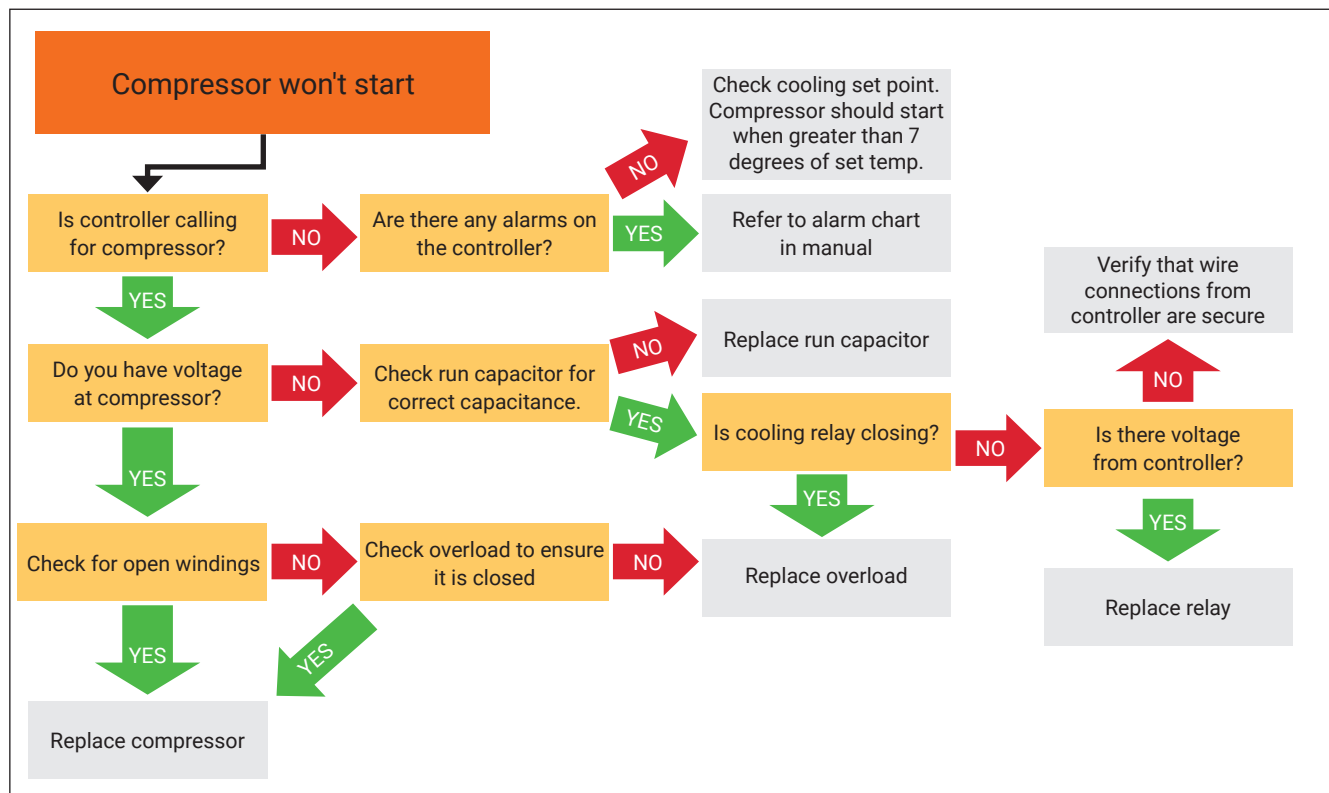 Compressor won't start
Check cooling set point.
Compressor should start
when greater than 7
degrees of set temp.
NO
Is controller calling
for compressor?
NO
Are there any alarms on
the controller?
YES
Refer to alarm chart
in manual
Verify that wire
connections from
controller are secure
YES
NO
Replace run capacitor
Do you have voltage
at compressor?
NO
Check run capacitor for
correct capacitance.
YES
NO
Is cooling relay closing?
NO
Is there voltage
from controller?
YES
YES
YES
Check for open windings
NO
Check overload to ensure
it is closed
NO
Replace overload
Replace relay
YES
YES
Replace compressor